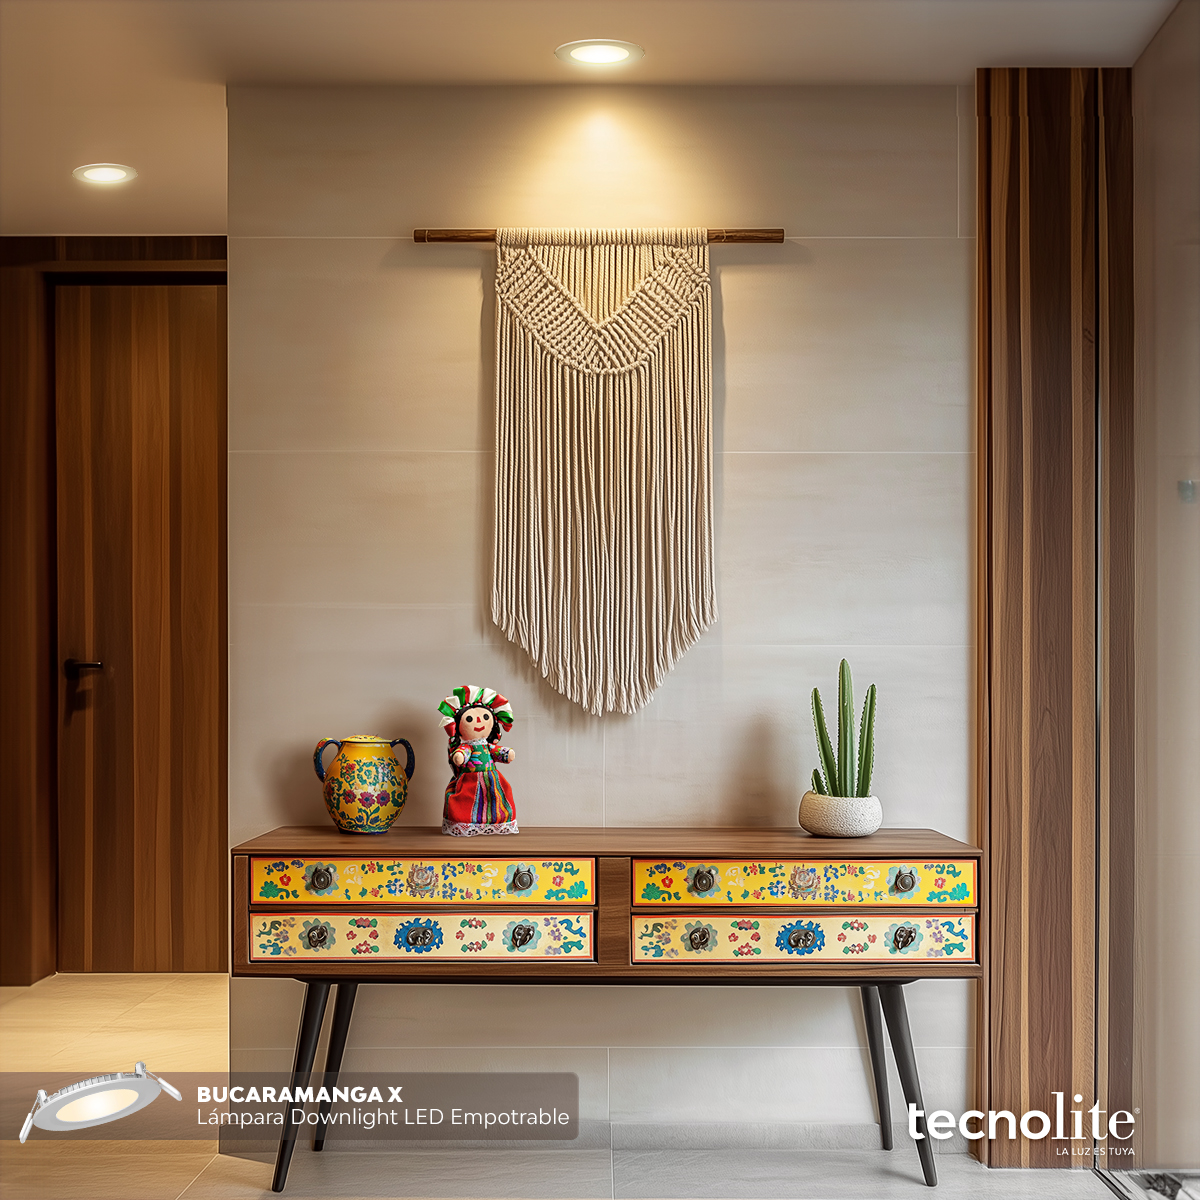 BUCARAMANGA X
Lámpara Downlight LED Empotrable
tecnolite®
LA LUZ ES TUYA